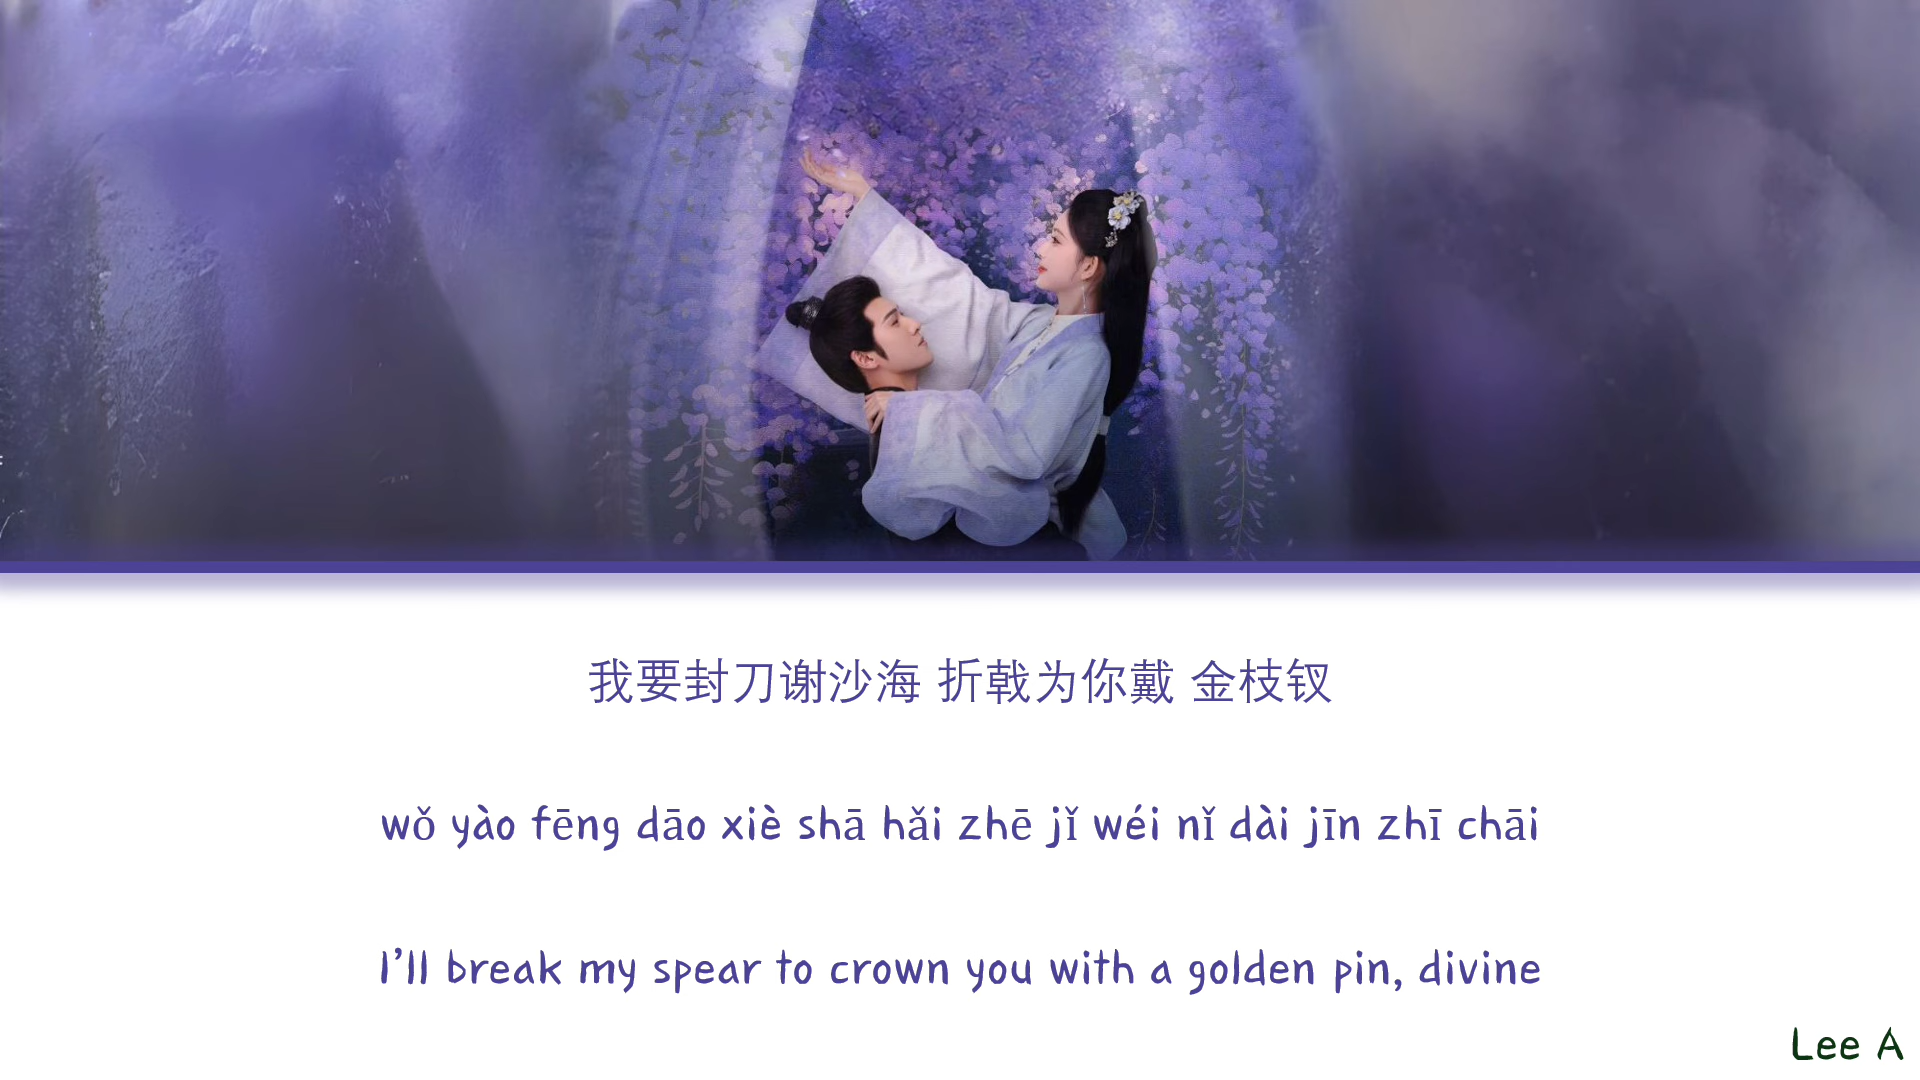 我要封刀谢沙海 折戟为你戴 金枝钗
wǒ yào fēng dāo xiè shā hǎi zhē jǐ wéi nǐ dài jīn zhī chāi
I’ll break my spear to crown you with a golden pin, divine
Lee A